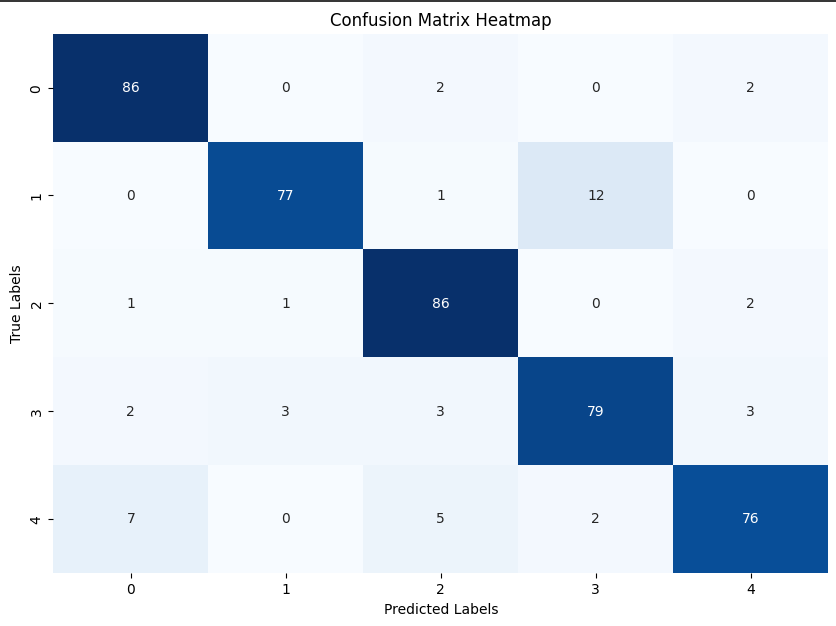 Confusion Matrix Heatmap
0 86 0 2 0 2
1 0 77 1 12 0
2 1 1 86 0 2
3 2 3 3 79 3
4 7 0 5 2 76
True Labels
0 1 2 3 4
Predicted Labels